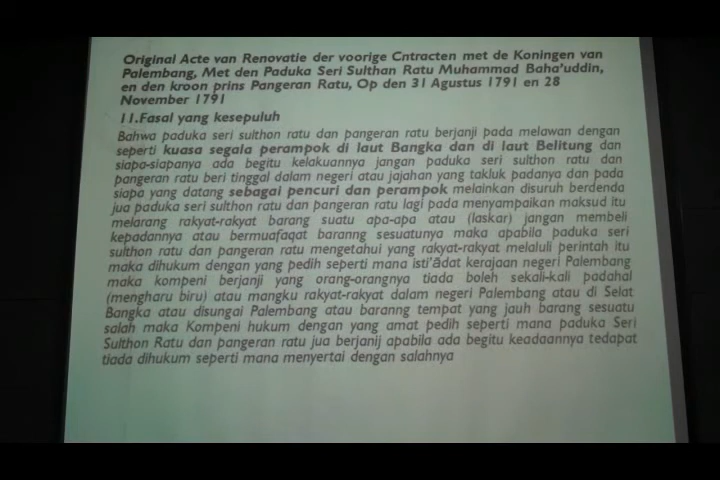 Original Acte van Renovatie der voorige Cntracten met de Koningen van
Palembang, Met den Paduka Seri Sulthan Ratu Muhammad Baha'uddin,
en den kroon prins Pangeran Ratu, Op den 31 Agustus 1791 en 28
November 1791
11.Fasal yang kesepuluh
Bahwa paduka seri sulthon ratu dan pangeran ratu berjanji pada melawan dengan
seperti kuasa segala perampok di laut Bangka dan di laut Belitung dan
siapa-siapanya ada begitu kelakuannya jangan paduka seri sulthon ratu dan
pangeran ratu beri tinggal dalam negeri atau jajahan yang takluk padanya dan pada
siapa yang datang sebagai pencuri dan perampok melainkan disuruh berdenda
jua paduka seri sulthon ratu dan pangeran ratu lagi pada menyampaikan maksud itu
melarang rakyat-rakyat barang suatu apa-apa atau (laskar) jangan membeli
kepadannya atau bermuafaqat baranng sesuatunya maka apabila paduka seri
sulthon ratu dan pangeran ratu mengetahui yang rakyat-rakyat melaluli perintah itu
maka dihukum dengan yang pedih seperti mana isti'ādat kerajaan negeri Palembang
maka kompeni berjanji yang orang-orangnya tiada boleh sekali-kali padahal
(mengharu biru) atau mangku rakyat-rakyat dalam negeri Palembang atau di Selat
Bangka atau disungai Palembang atau baranng tempat yang jauh barang sesuatu
salah maka Kompeni hukum dengan yang amat pedih seperti mana paduka Seri
Sulthon Ratu dan pangeran ratu jua berjanij apabila ada begitu keadaannya tedapat
tiada dihukum seperti mana menyertai dengan salahnya